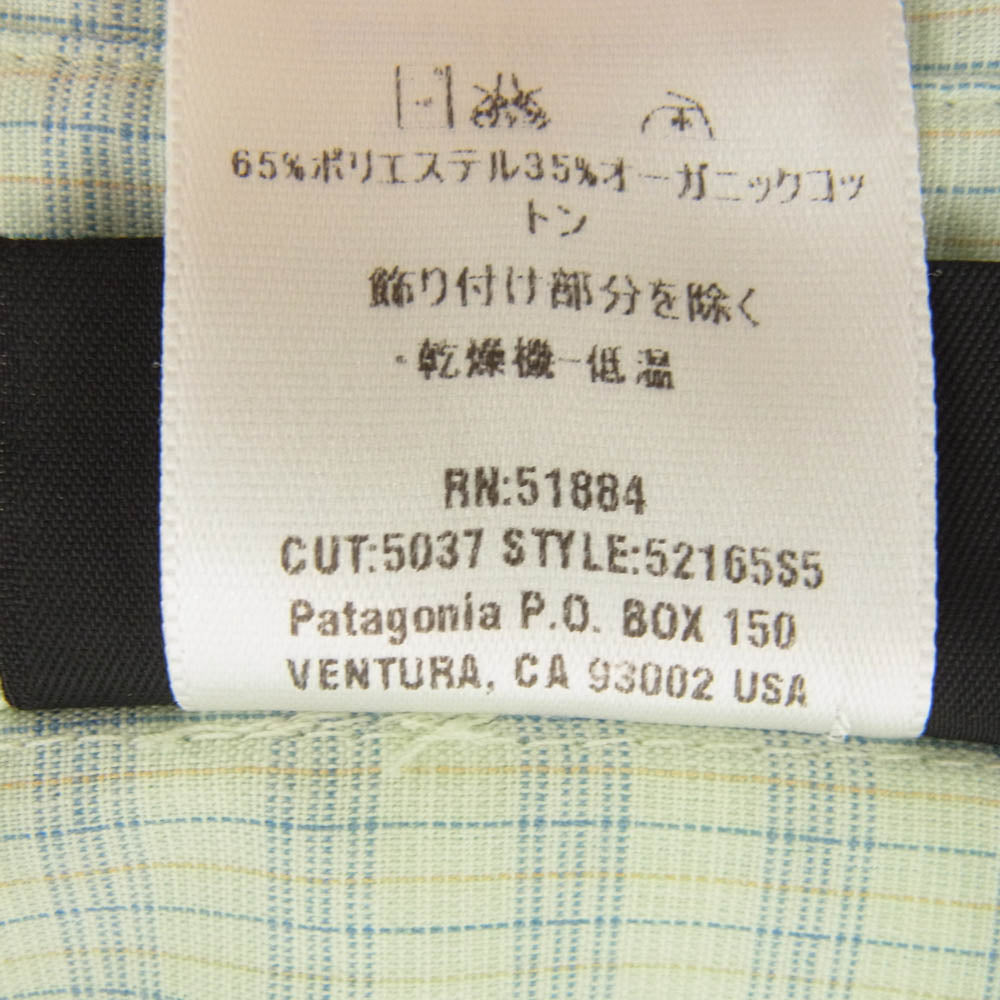 65%ポリエステル35%オーガニックコッ
トン
飾り付け部分を除く
・乾燥機-低温
RN:51884
CUT:5037 STYLE:52165S5
Patagonia P.O. BOX 150
VENTURA, CA 93002 USA